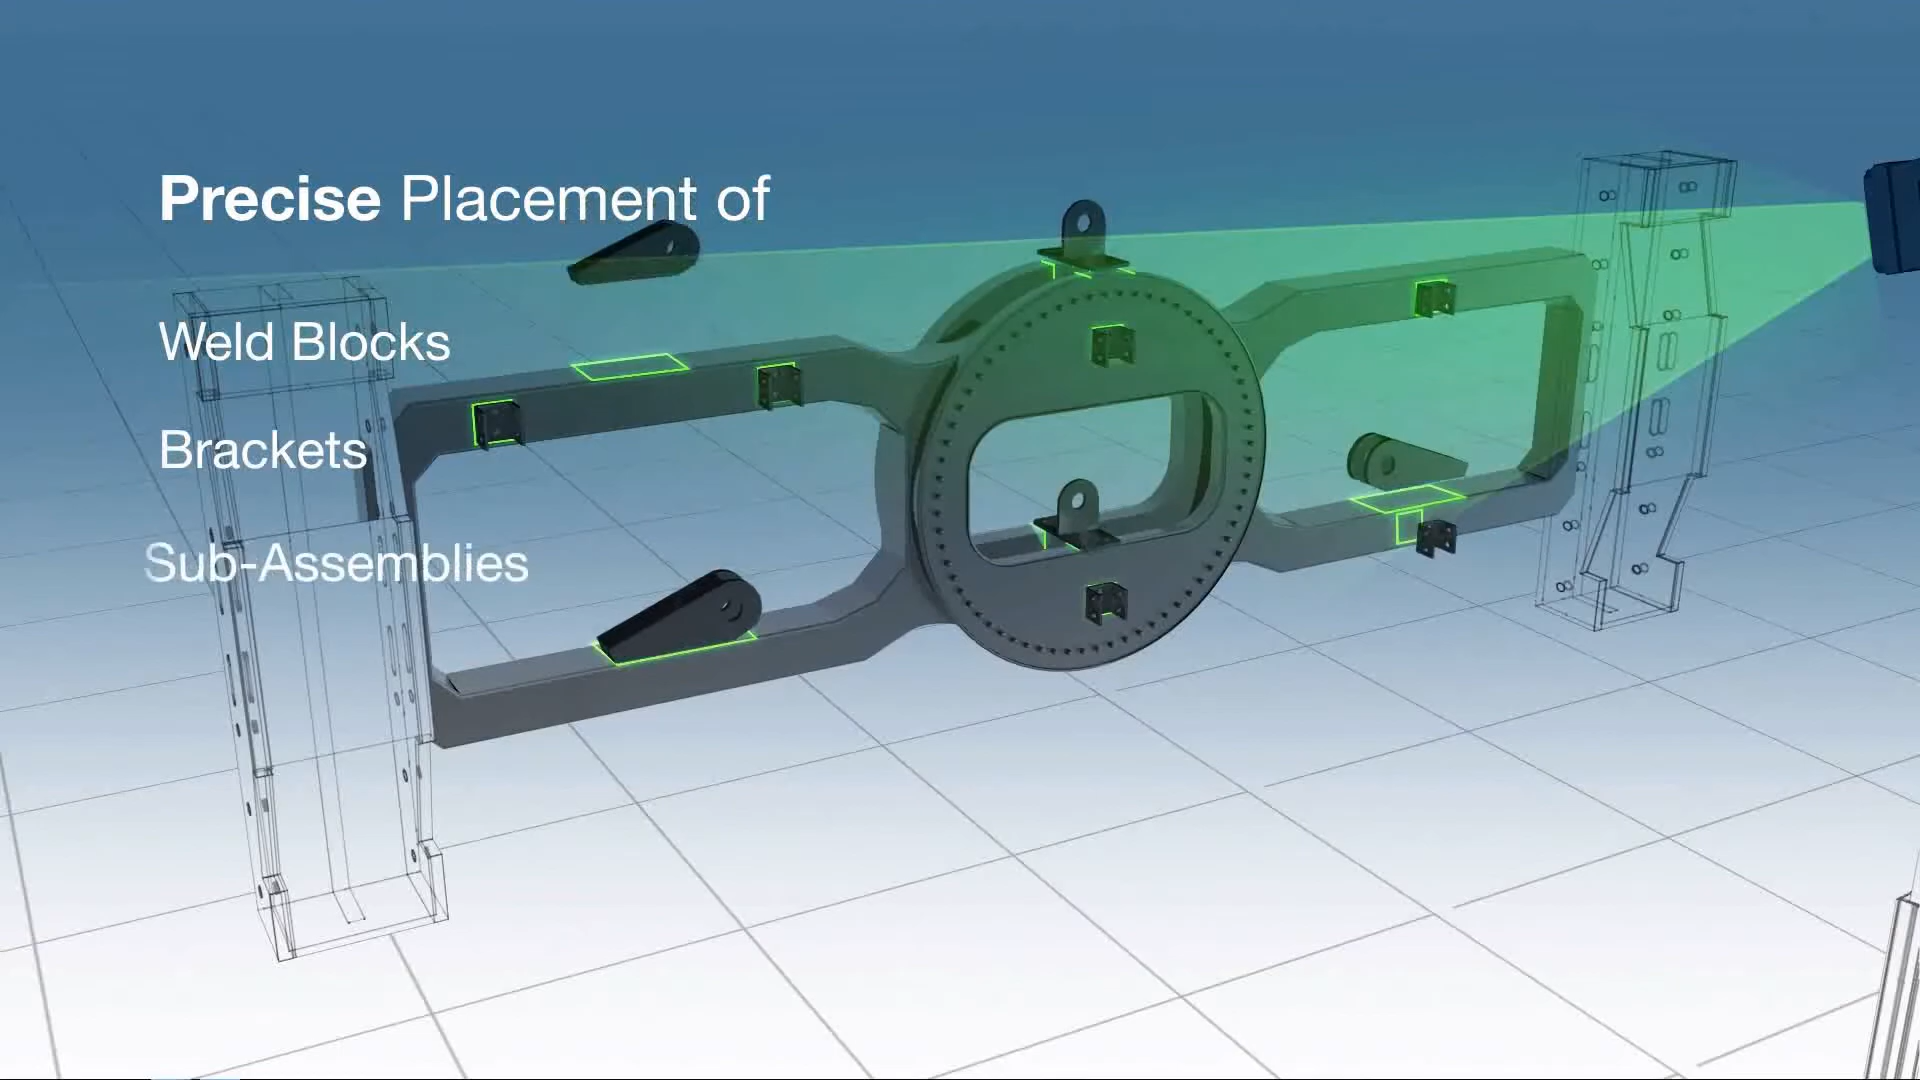 Precise Placement of
Weld Blocks
Brackets
Sub-Assemblies